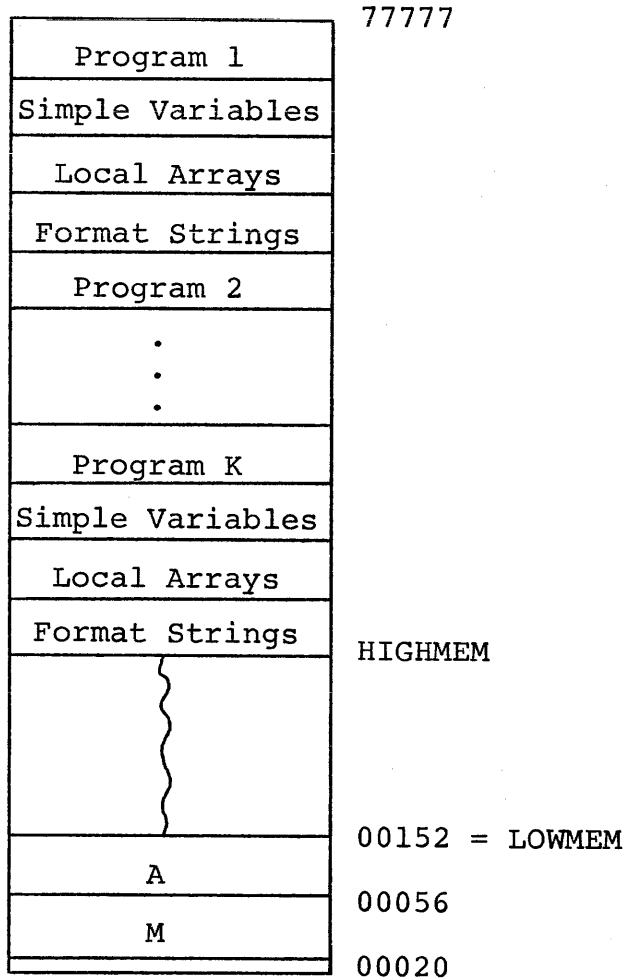 77777
Program 1
Simple Variables
Local Arrays
Format Strings
Program 2
.
.
.
Program K
Simple Variables
Local Arrays
Format Strings
HIGHMEM
00152 = LOWMEM
A
00056
M
00020